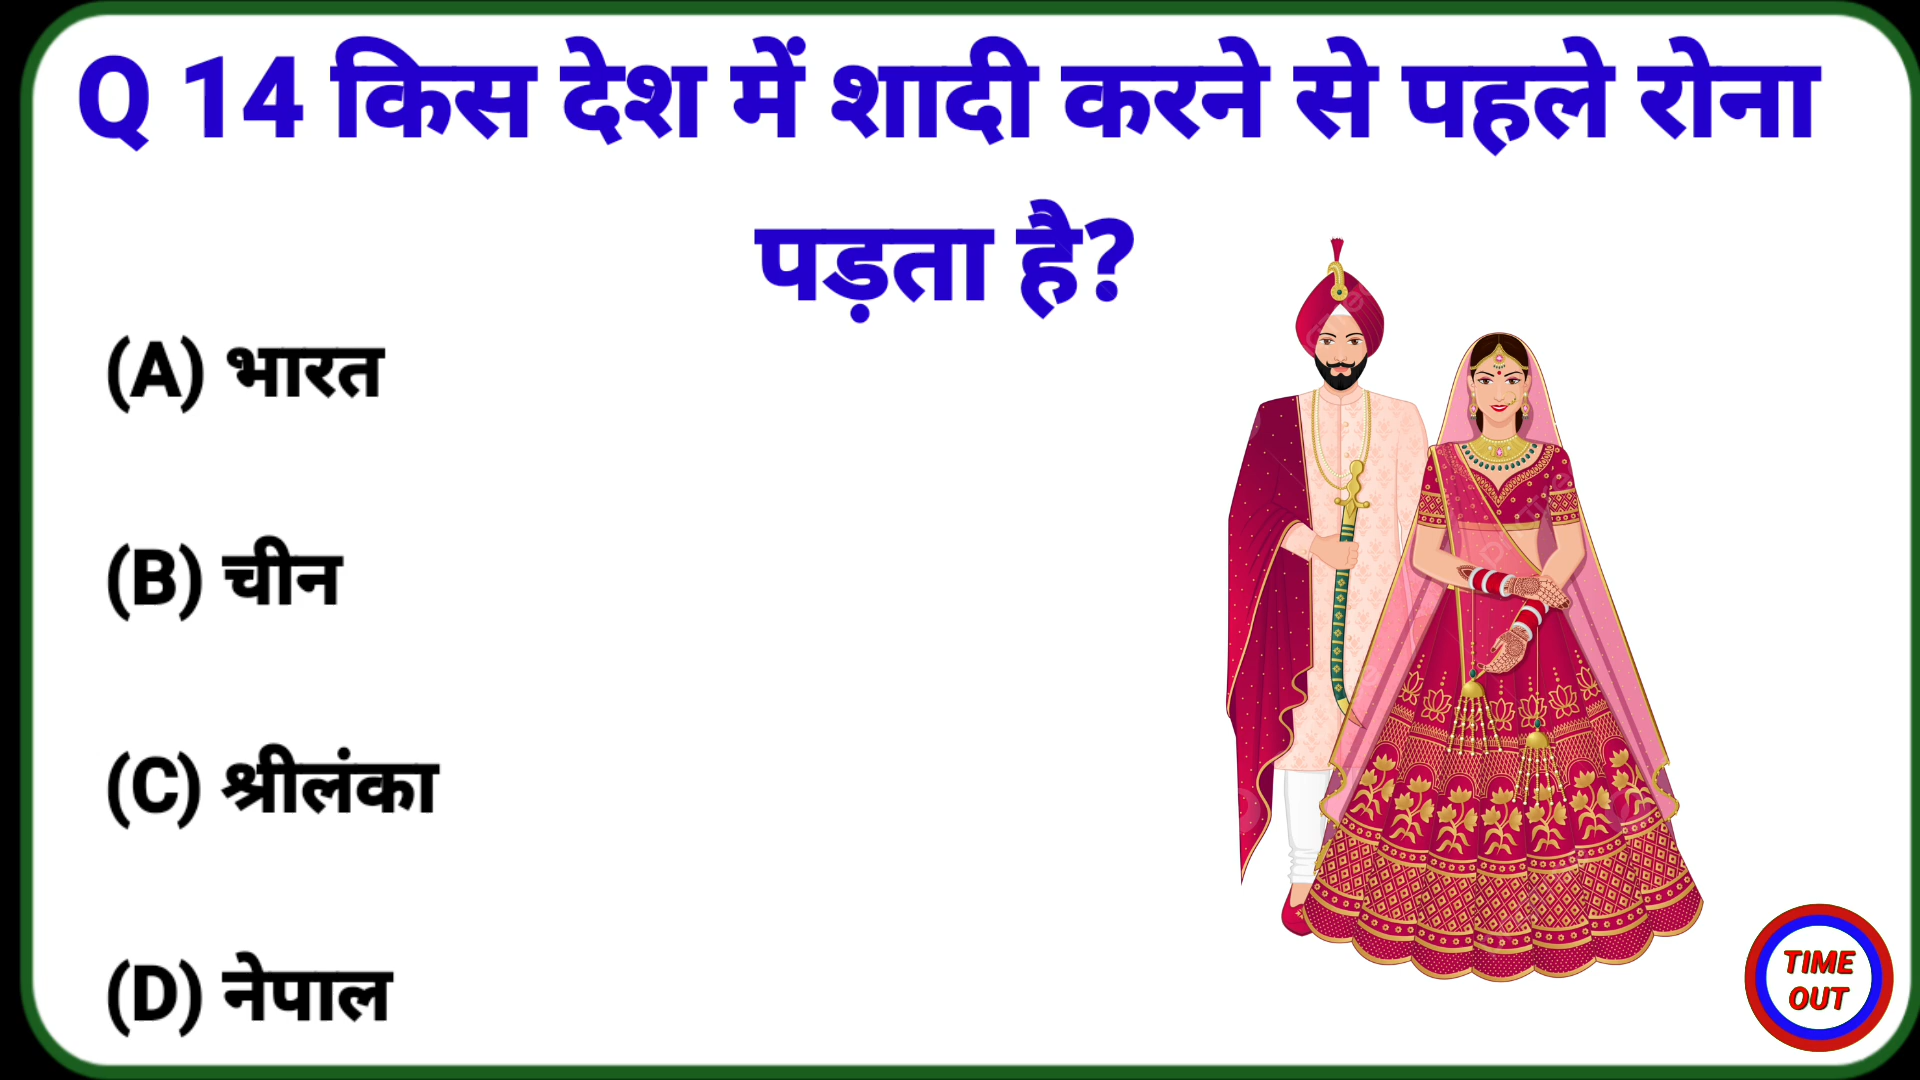 Q 14 किस देश में शादी करने से पहले रोना
पड़ता है?
(A) भारत
(B) चीन
(C) श्रीलंका
(D) नेपाल
TIME
OUT